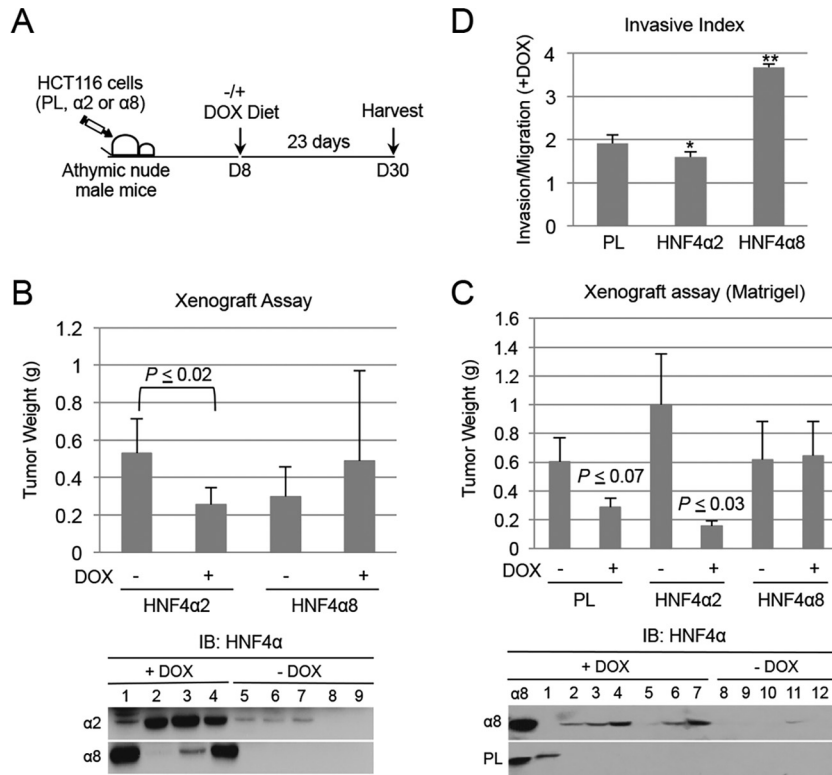 A
HCT116 cells
(PL, α2 or α8)
-/+
DOX Diet
Harvest
23 days
Athymic nude
male mice
D8
D30
D
Invasive Index
Invasion/Migration (+DOX)
4
3
2
1
0
*
**
PL HNF4α2 HNF4α8
B
Xenograft Assay
Tumor Weight (g)
1.2
1
0.8
0.6
0.4
0.2
0
P ≤ 0.02
DOX - + - +
HNF4α2 HNF4α8
IB: HNF4α
+ DOX - DOX
1 2 3 4 5 6 7 8 9
α2
α8
C
Xenograft assay (Matrigel)
Tumor Weight (g)
1.6
1.4
1.2
1
0.8
0.6
0.4
0.2
0
P ≤ 0.07
P ≤ 0.03
DOX - + - + - +
PL HNF4α2 HNF4α8
IB: HNF4α
+ DOX - DOX
α8 1 2 3 4 5 6 7 8 9 10 11 12
α8
PL